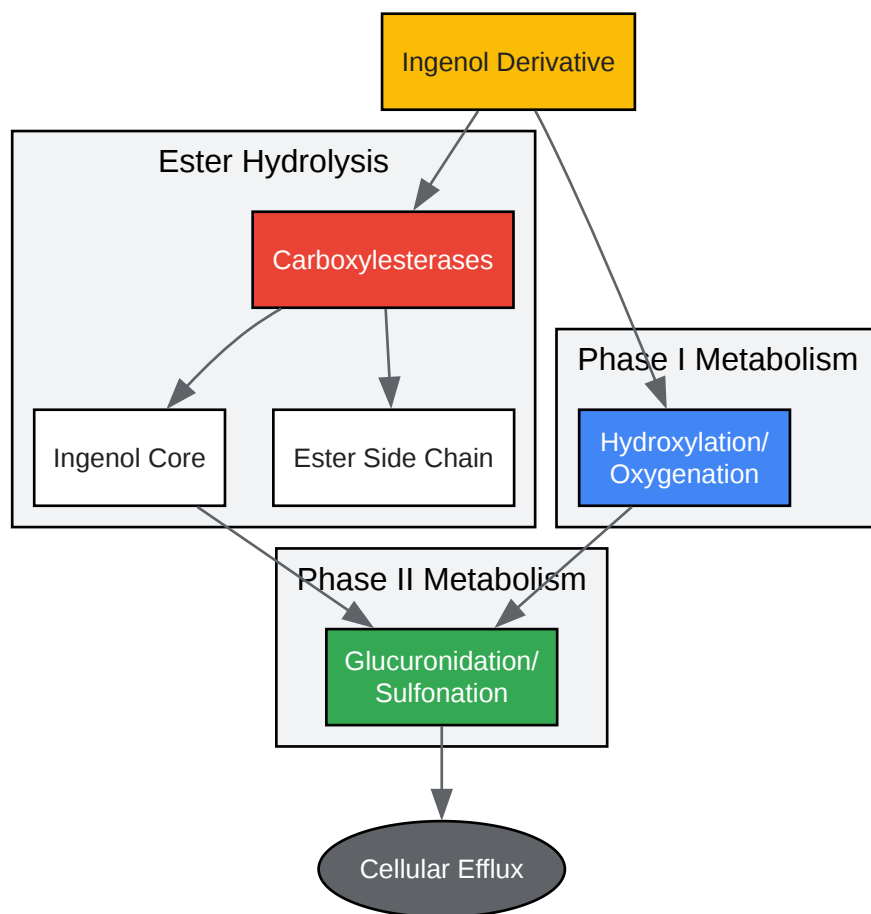 Ingenol Derivative
Ester Hydrolysis
Carboxylesterases
Phase I Metabolism
Ingenol Core
Ester Side Chain
Hydroxylation/
Oxygenation
Phase II Metabolism
Glucuronidation/
Sulfonation
Cellular Efflux